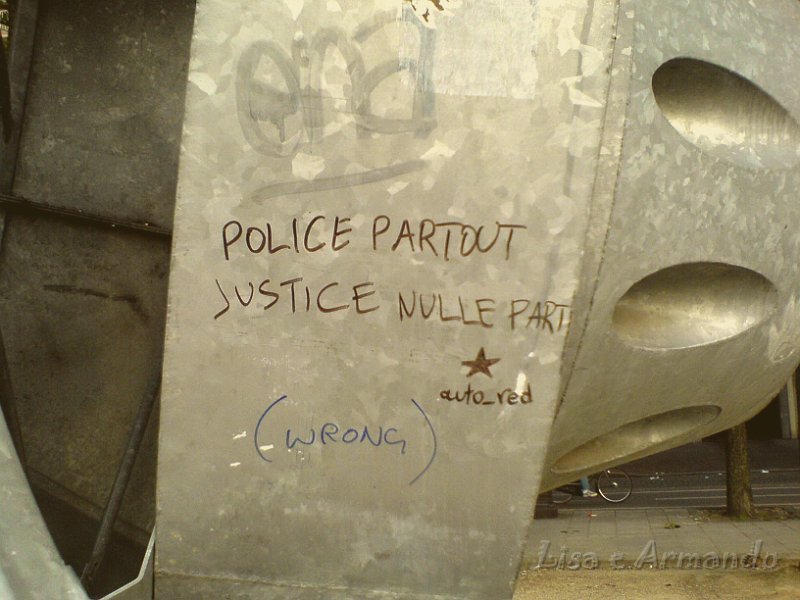 POLICE PARTOUT
JUSTICE NULLE PART
auto_red
(WRONG)
Lisa e Armando